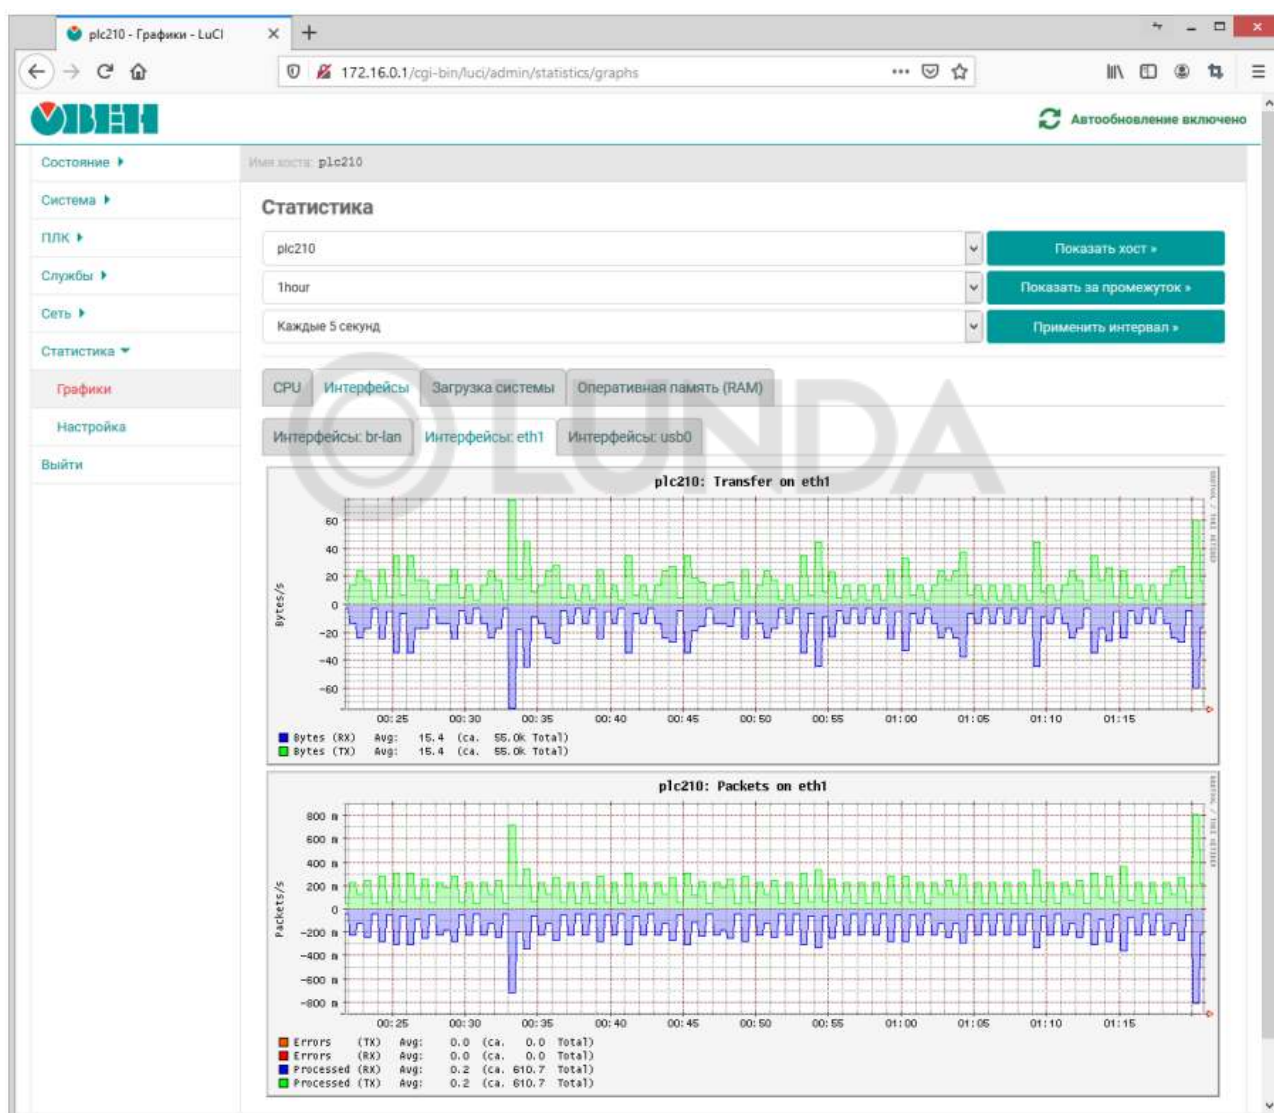 plc210 - Графики - LuCI
172.16.0.1/cgi-bin/luci/admin/statistics/graphs
ОВЕН
Автообновление включено
Состояние
Система
ПЛК
Службы
Сеть
Статистика
Графики
Настройка
Выйти
Имя хоста: plc210
Статистика
plc210
Показать хост »
1hour
Показать за промежуток »
Каждые 5 секунд
Применить интервал »
CPU Интерфейсы Загрузка системы Оперативная память (RAM)
Интерфейсы: br-lan Интерфейсы: eth1 Интерфейсы: usb0
LUNDA
plc210: Transfer on eth1
Bytes/s
60
40
20
0
-20
-40
-60
00:25 00:30 00:35 00:40 00:45 00:50 00:55 01:00 01:05 01:10 01:15
Bytes (RX) Avg: 15.4 (ca. 55.0k Total)
Bytes (TX) Avg: 15.4 (ca. 55.0k Total)
plc210: Packets on eth1
Packets/s
800 m
600 m
400 m
200 m
0
-200 m
-400 m
-600 m
-800 m
00:25 00:30 00:35 00:40 00:45 00:50 00:55 01:00 01:05 01:10 01:15
Errors (TX) Avg: 0.0 (ca. 0.0 Total)
Errors (RX) Avg: 0.0 (ca. 0.0 Total)
Processed (RX) Avg: 0.2 (ca. 610.7 Total)
Processed (TX) Avg: 0.2 (ca. 610.7 Total)